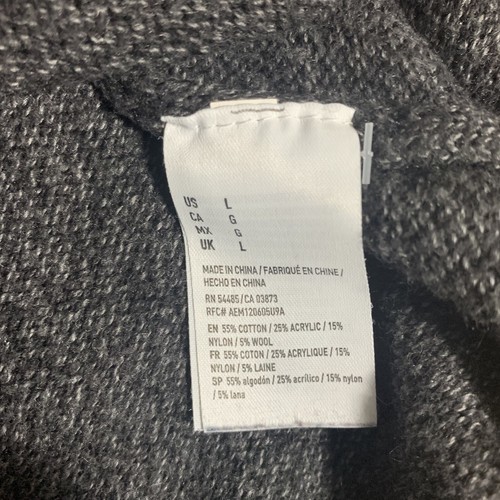 US L
CA G
MX G
UK L
MADE IN CHINA / FABRIQUÉ EN CHINE /
HECHO EN CHINA
RN 54485/CA 03873
RFC# AEM120605U9A
EN 55% COTTON / 25% ACRYLIC / 15%
NYLON / 5% WOOL
FR 55% COTON / 25% ACRYLIQUE / 15%
NYLON / 5% LAINE
SP 55% algodón / 25% acrílico / 15% nylon
/ 5% lana